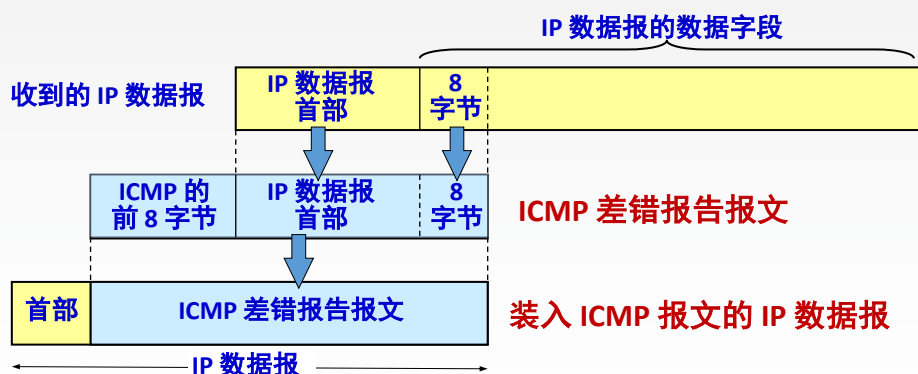 IP 数据报的数据字段
收到的 IP 数据报
IP 数据报
首部
8
字节
ICMP 的
前 8 字节
IP 数据报
首部
8
字节
ICMP 差错报告报文
首部
ICMP 差错报告报文
装入 ICMP 报文的 IP 数据报
IP 数据报